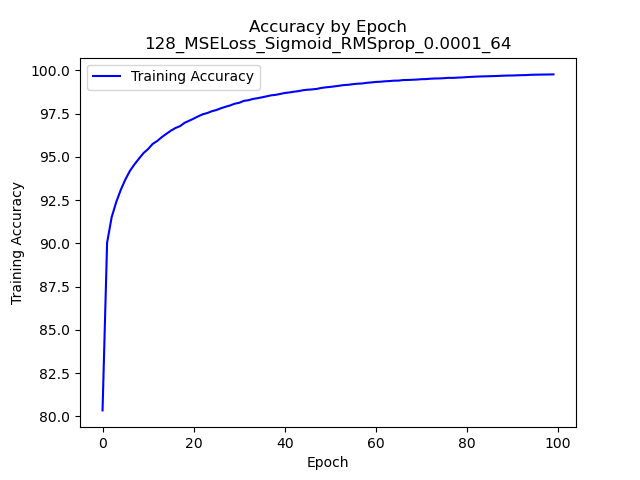 Accuracy by Epoch
128_MSELoss_Sigmoid_RMSprop_0.0001_64
Training Accuracy
100.0
97.5
95.0
92.5
90.0
87.5
85.0
82.5
80.0
Training Accuracy
0 20 40 60 80 100
Epoch